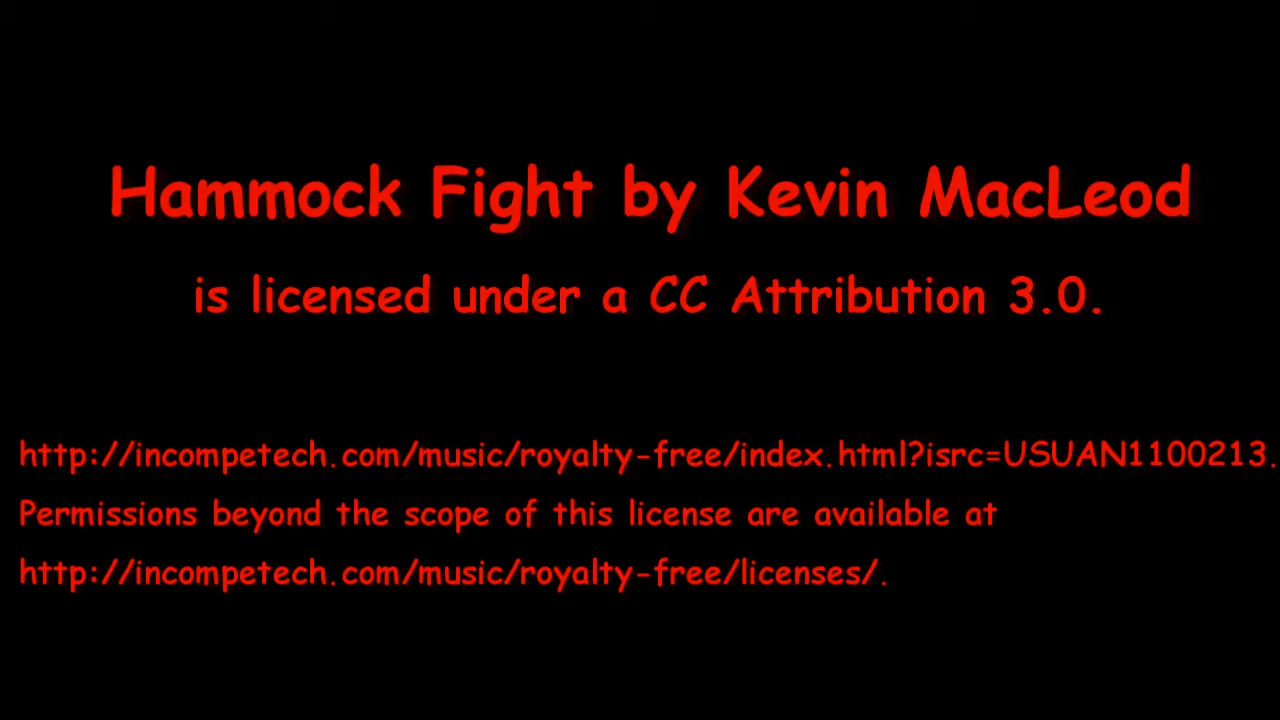 Hammock Fight by Kevin MacLeod
is licensed under a CC Attribution 3.0.
http://incompetech.com/music/royalty-free/index.html?isrc=USUAN1100213.
Permissions beyond the scope of this license are available at
http://incompetech.com/music/royalty-free/licenses/.